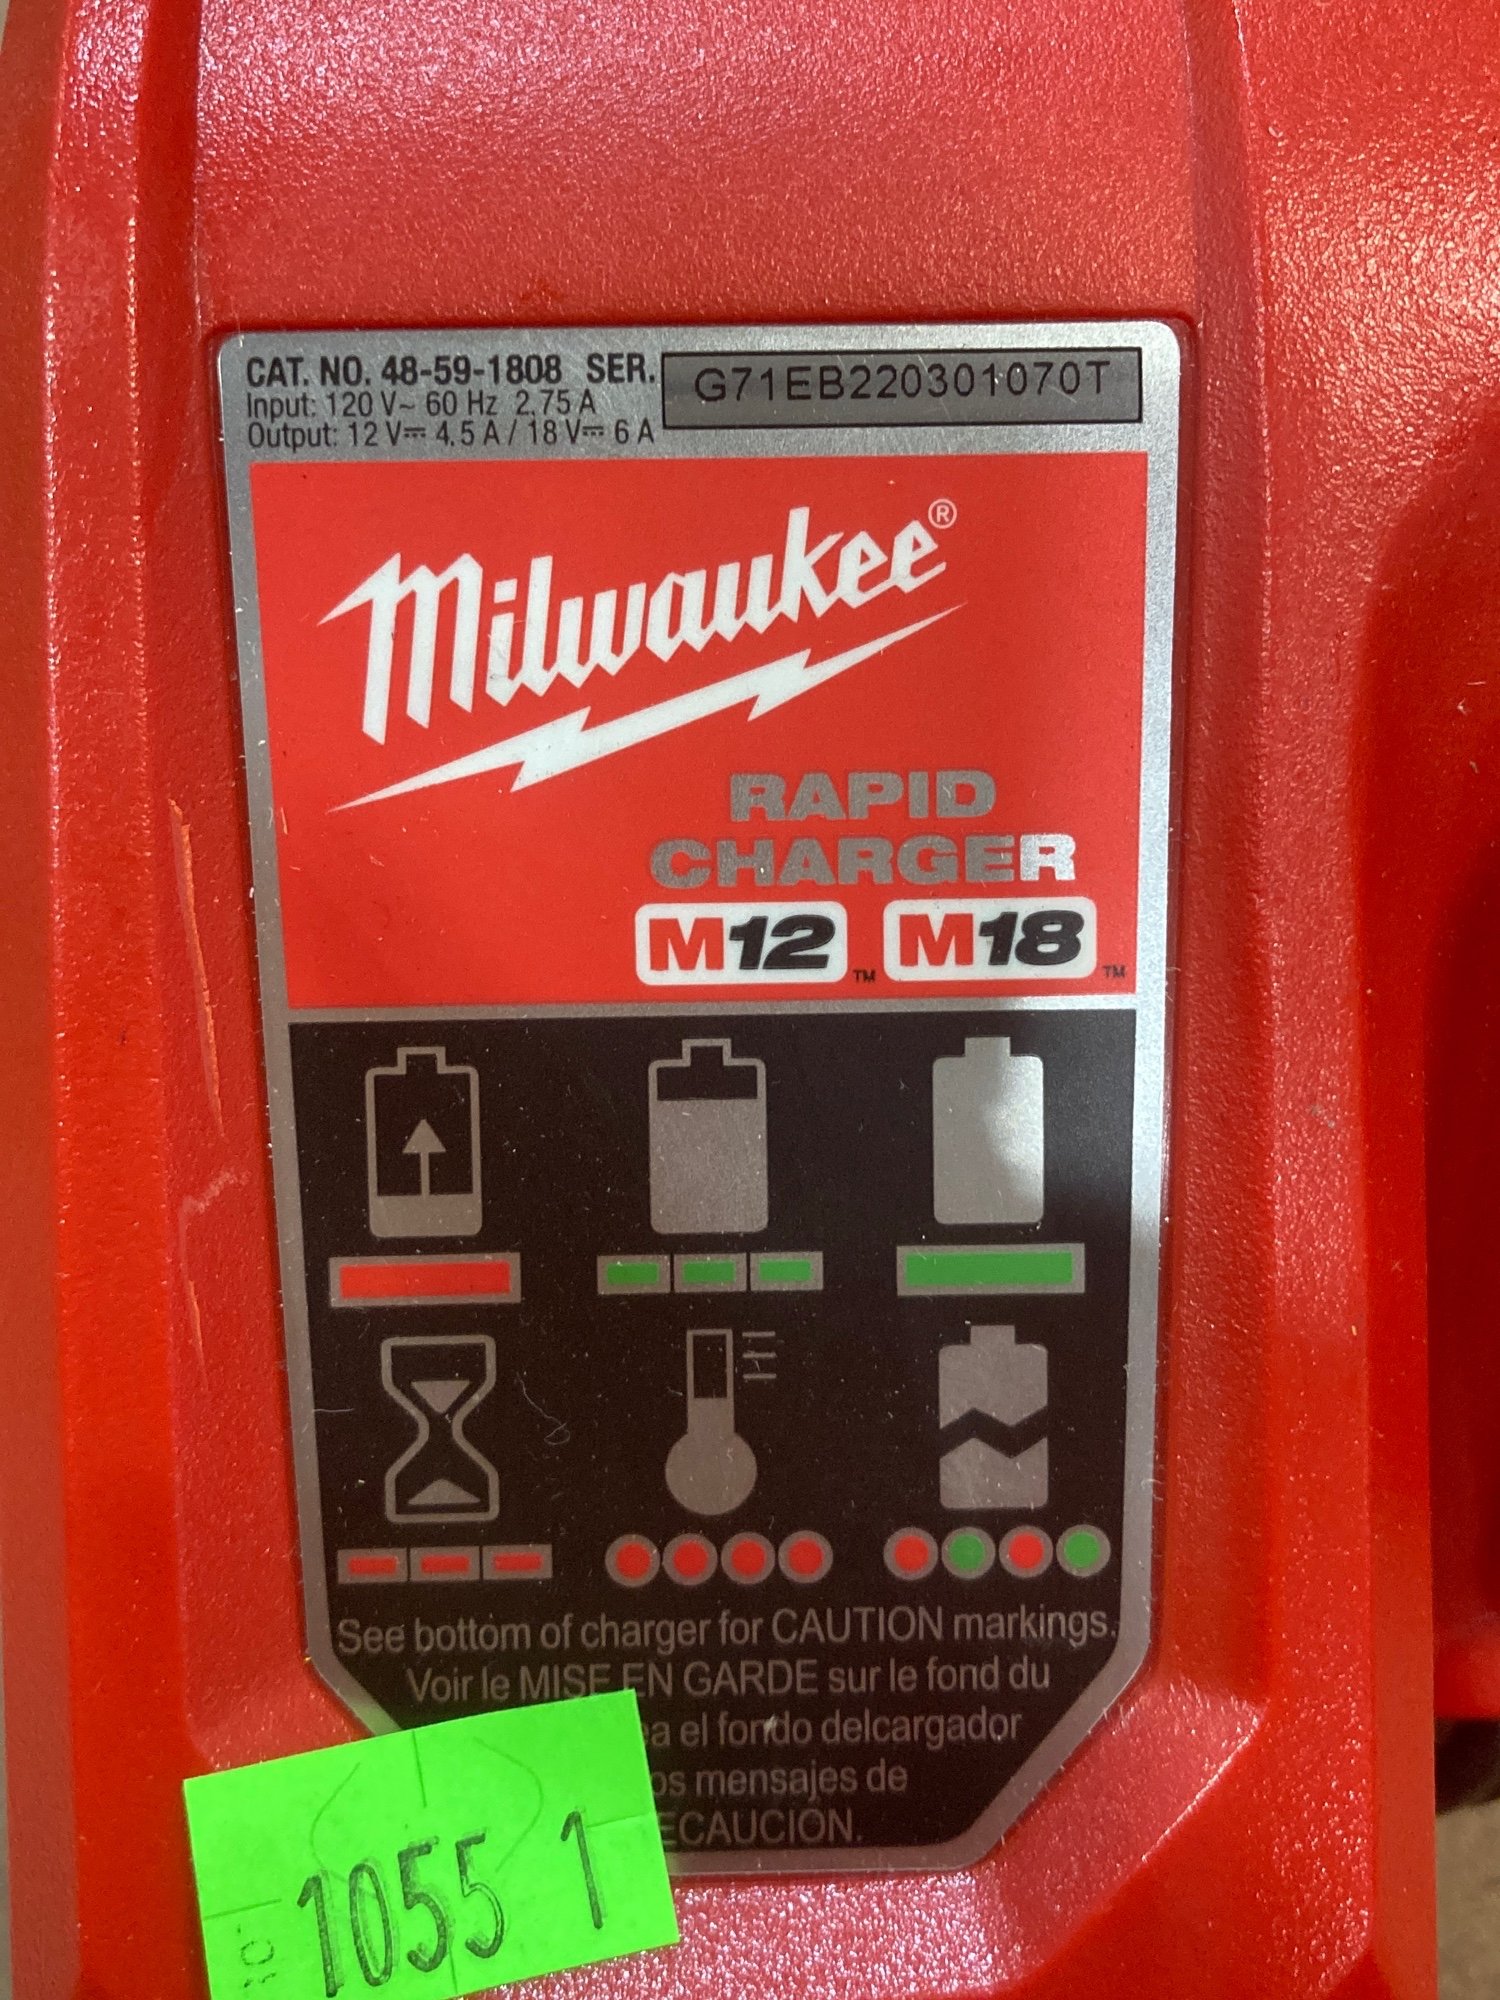 CAT. NO. 48-59-1808 SER. G71EB220301070T
Input: 120 V~ 60 Hz 2.75 A
Output: 12 V⎓ 4.5 A / 18 V⎓ 6 A
Milwaukee®
RAPID
CHARGER
M12™ M18™
See bottom of charger for CAUTION markings.
Voir le MISE EN GARDE sur le fond du
el fondo delcargador
mensajes de
1055 1